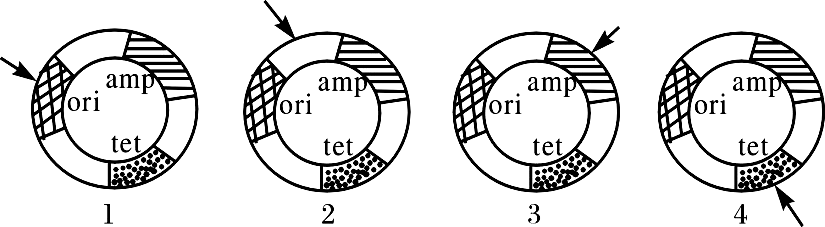 amp amp amp amp
ori ori ori ori
tet tet tet tet
1 2 3 4